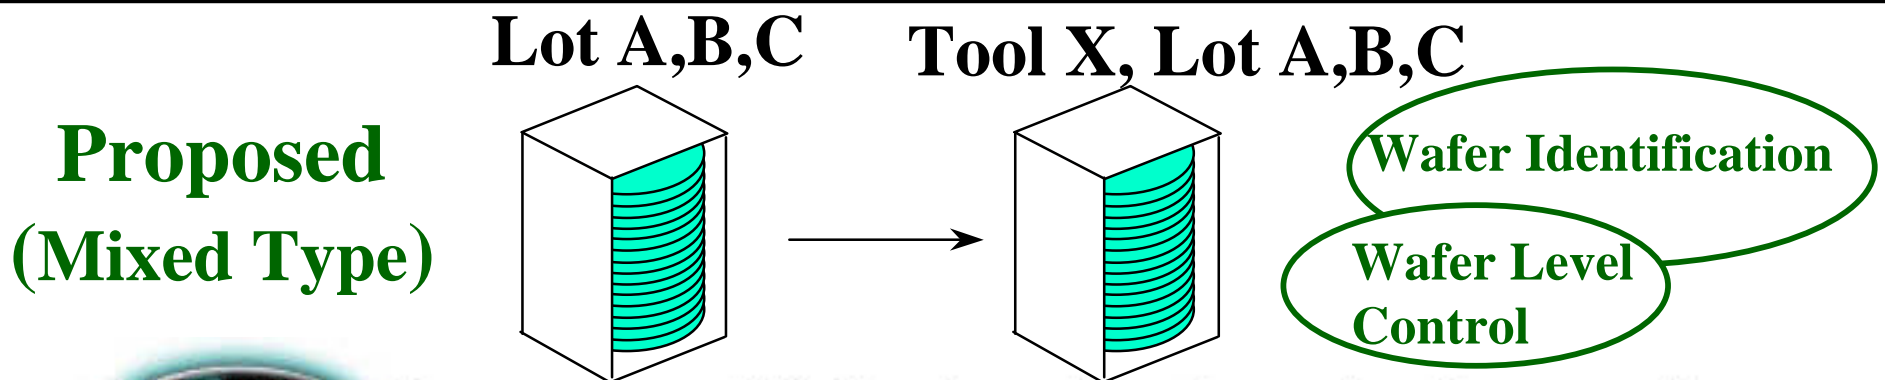 Lot A,B,C
Tool X, Lot A,B,C
Proposed
(Mixed Type)
Wafer Identification
Wafer Level
Control